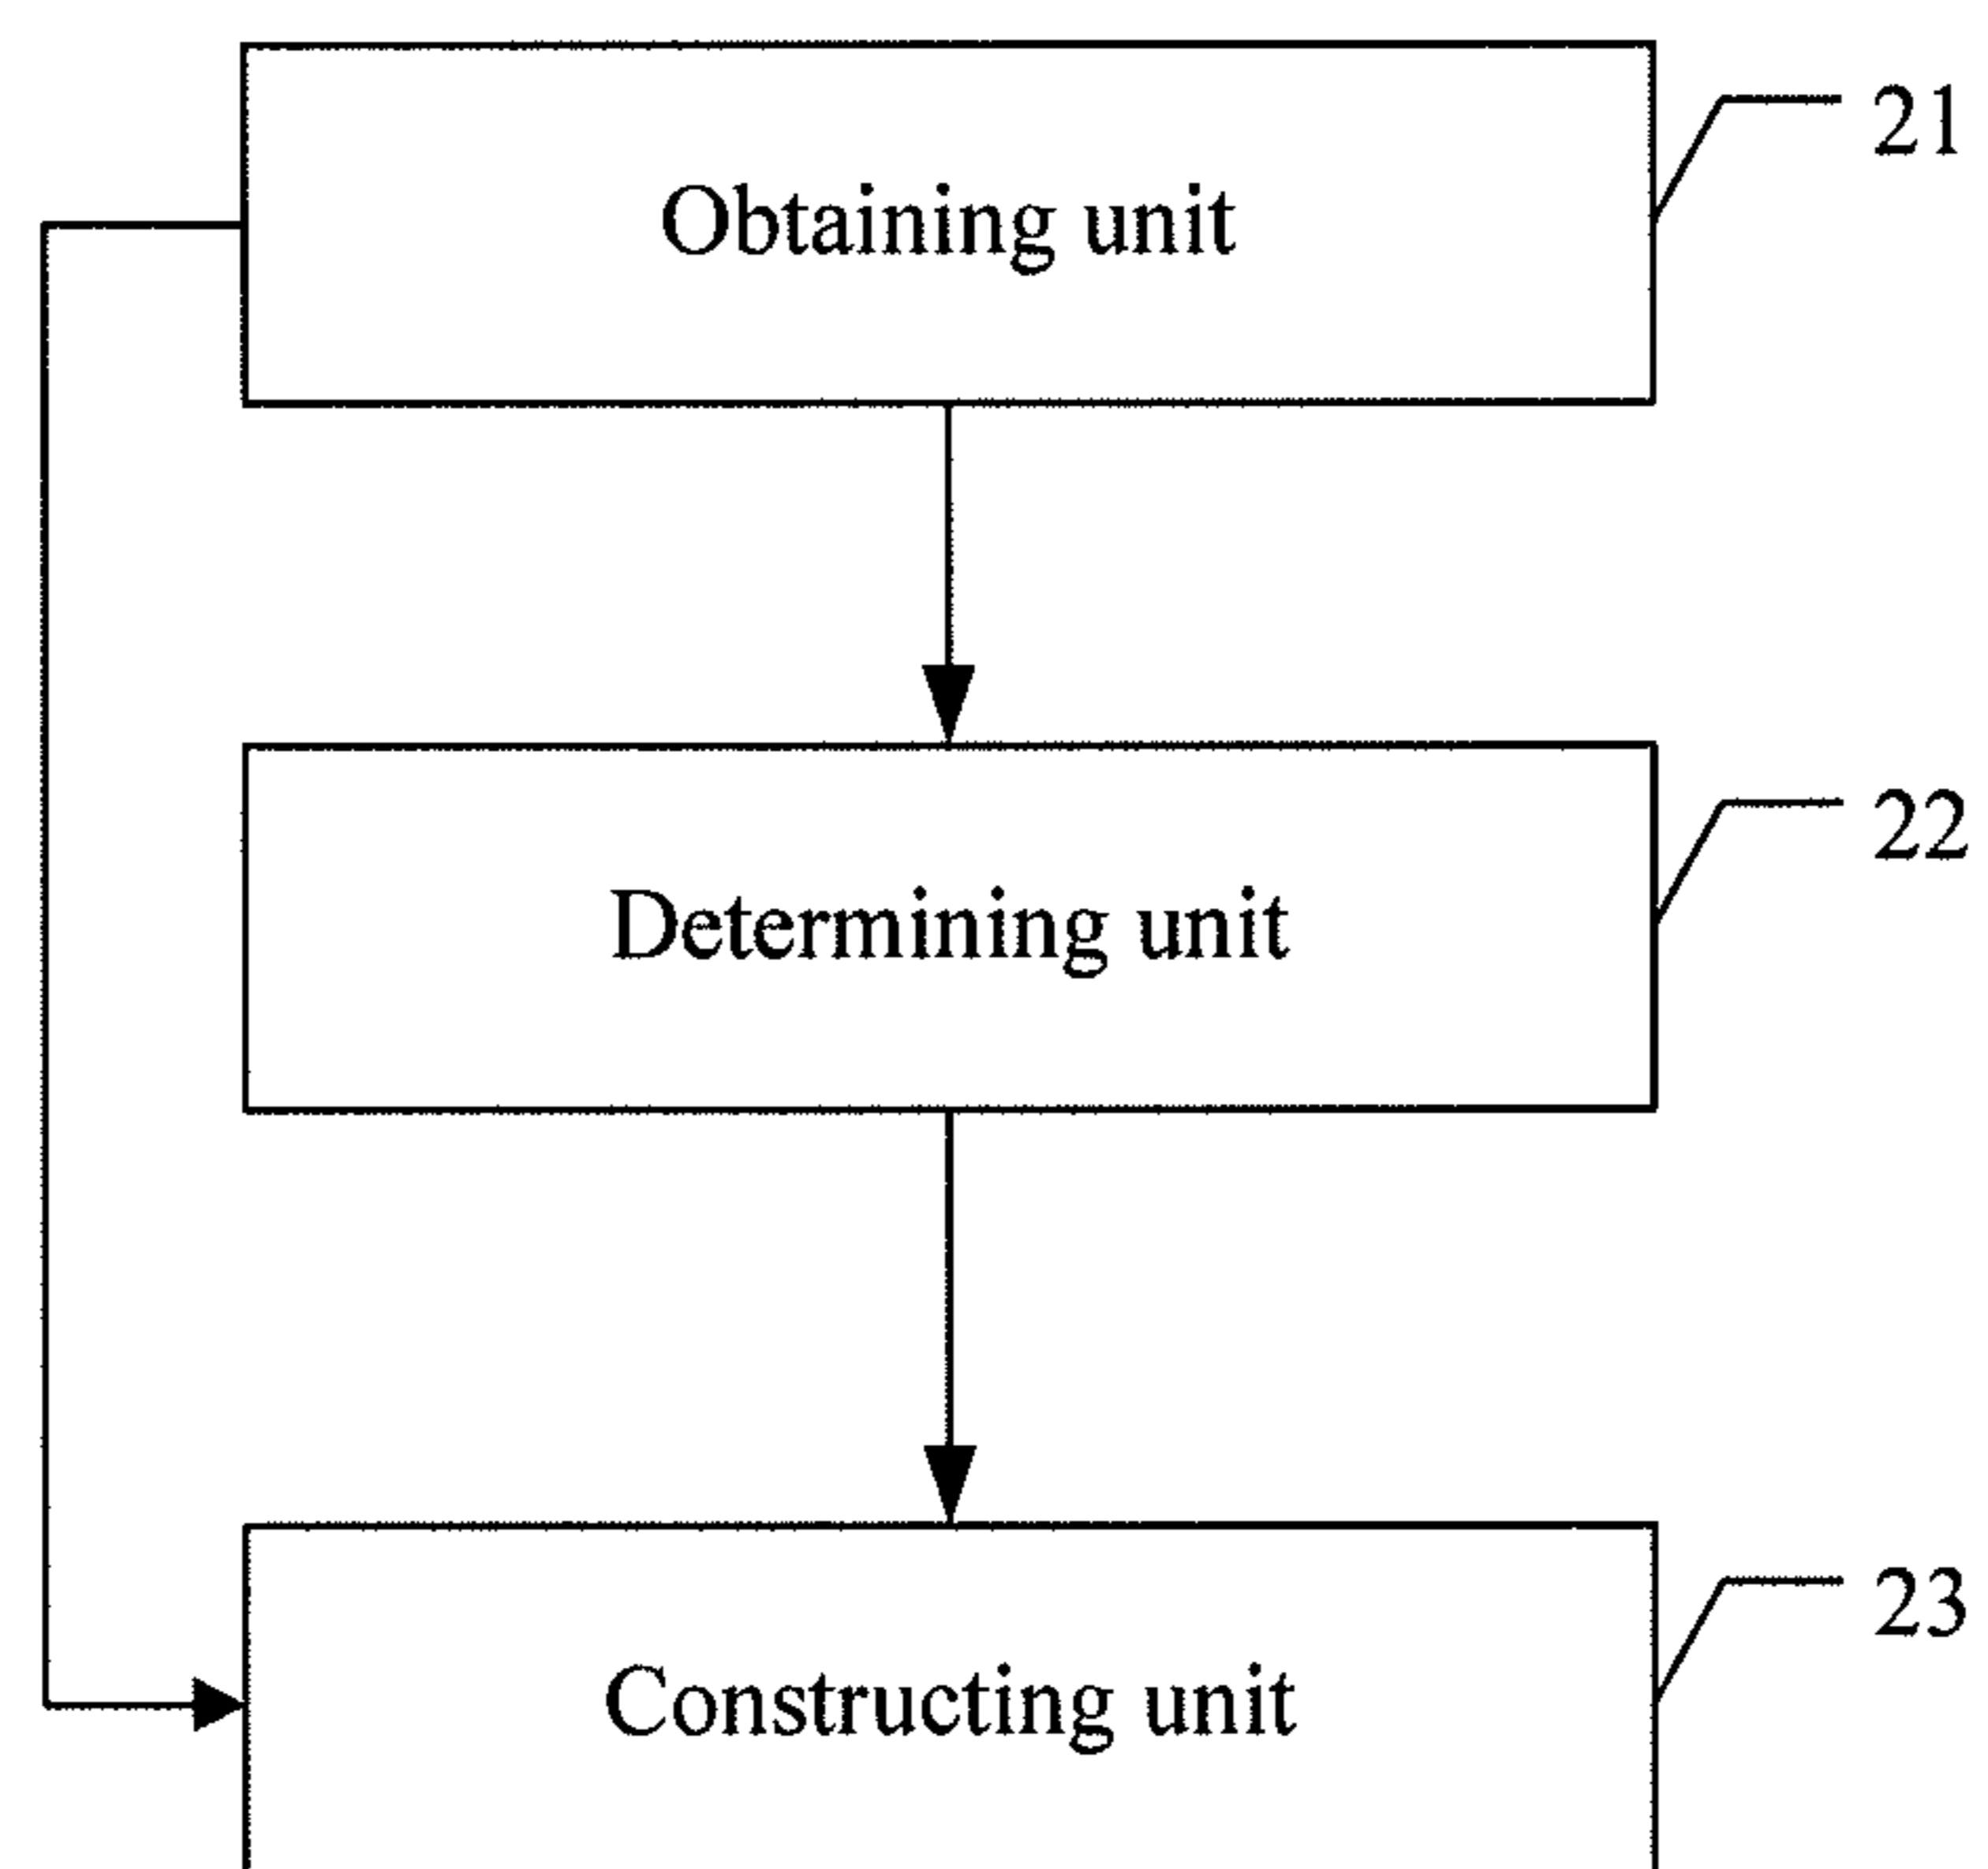 Obtaining unit
21
Determining unit
22
Constructing unit
23